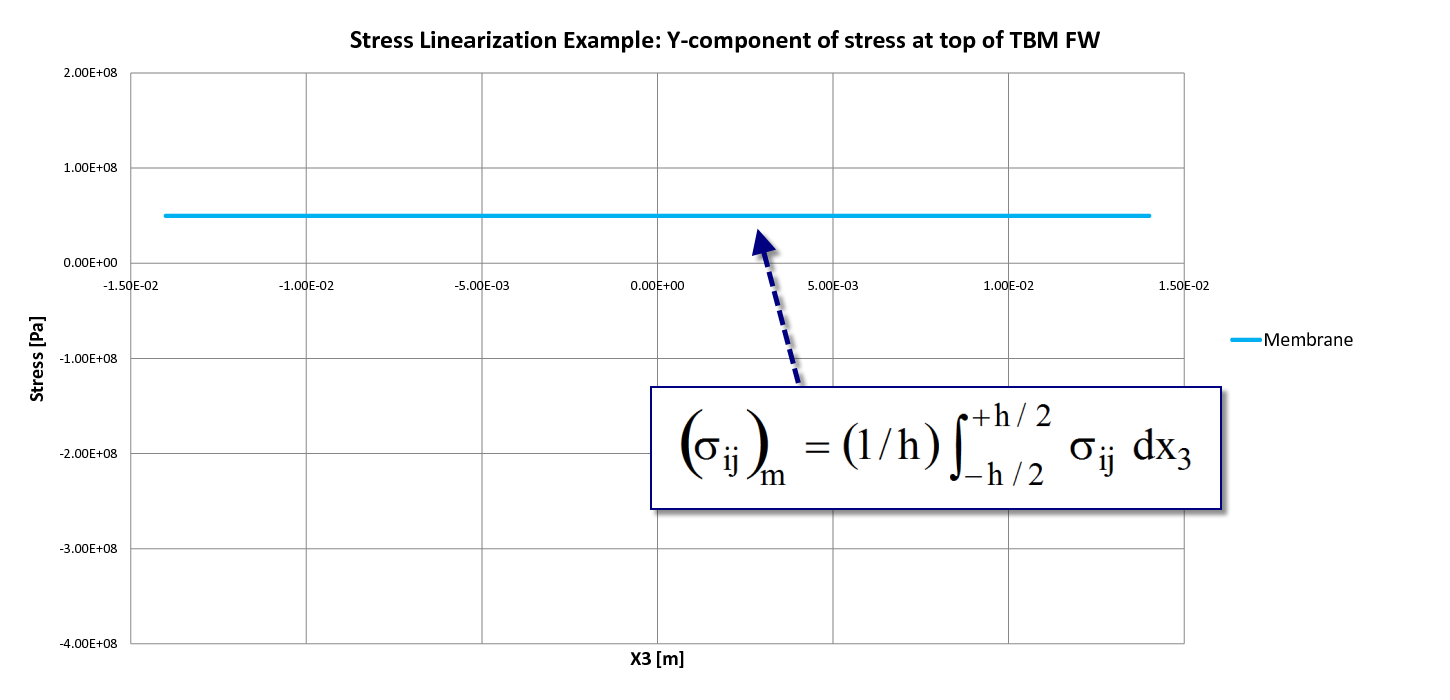 Stress Linearization Example: Y-component of stress at top of TBM FW
2.00E+08
1.00E+08
0.00E+00
-1.50E-02 -1.00E-02 -5.00E-03 0.00E+00 5.00E-03 1.00E-02 1.50E-02
Stress [Pa]
Membrane
-1.00E+08
(σij)m = (1/h) ∫−h/2+h/2 σij dx3
-2.00E+08
-3.00E+08
-4.00E+08
X3 [m]